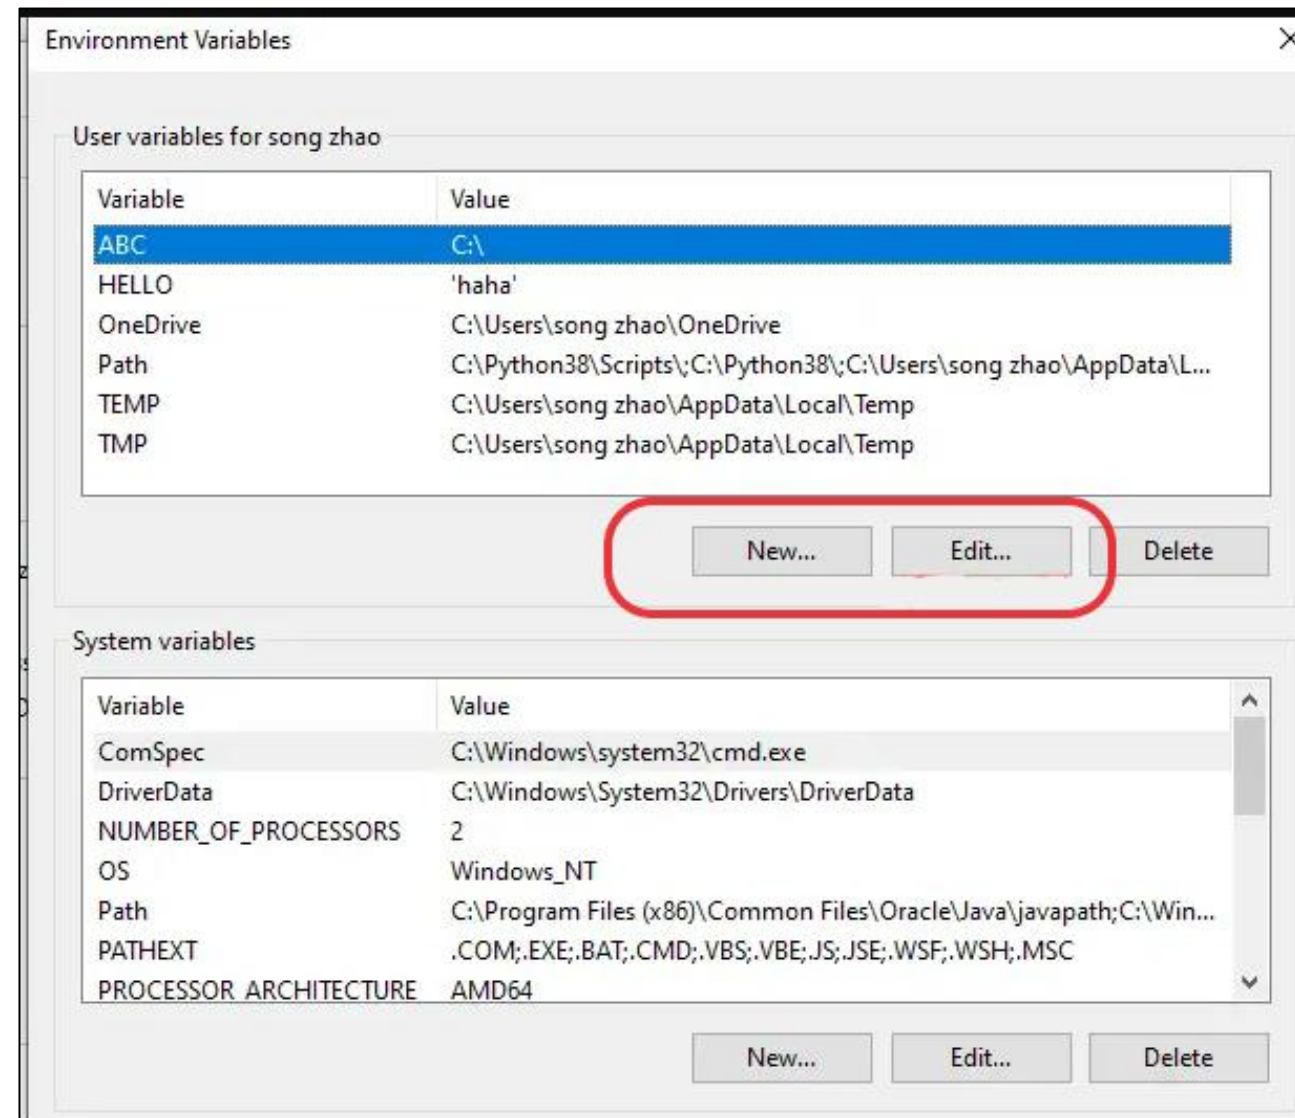 Environment Variables
User variables for song zhao
Variable Value
ABC C:\
HELLO 'haha'
OneDrive C:\Users\song zhao\OneDrive
Path C:\Python38\Scripts\;C:\Python38\;C:\Users\song zhao\AppData\L...
TEMP C:\Users\song zhao\AppData\Local\Temp
TMP C:\Users\song zhao\AppData\Local\Temp
New... Edit... Delete
System variables
Variable Value
ComSpec C:\Windows\system32\cmd.exe
DriverData C:\Windows\System32\Drivers\DriverData
NUMBER_OF_PROCESSORS 2
OS Windows_NT
Path C:\Program Files (x86)\Common Files\Oracle\Java\javapath;C:\Win...
PATHEXT .COM;.EXE;.BAT;.CMD;.VBS;.VBE;.JS;.JSE;.WSF;.WSH;.MSC
PROCESSOR_ARCHITECTURE AMD64
New... Edit... Delete